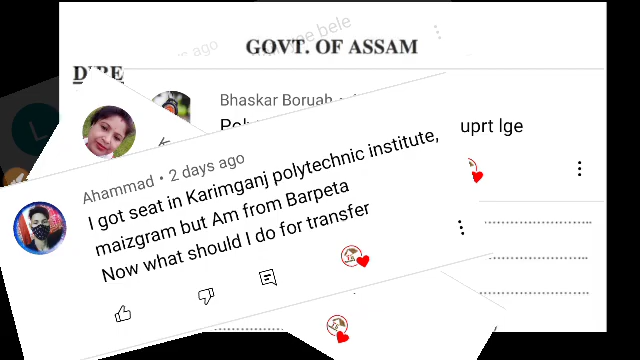 ago
bele
GOVT. OF ASSAM
DIRE
Bhaskar Boruah •
uprt lge
L
Ahammad • 2 days ago
I got seat in Karimganj polytechnic institute,
maizgram but Am from Barpeta
Now what should I do for transfer